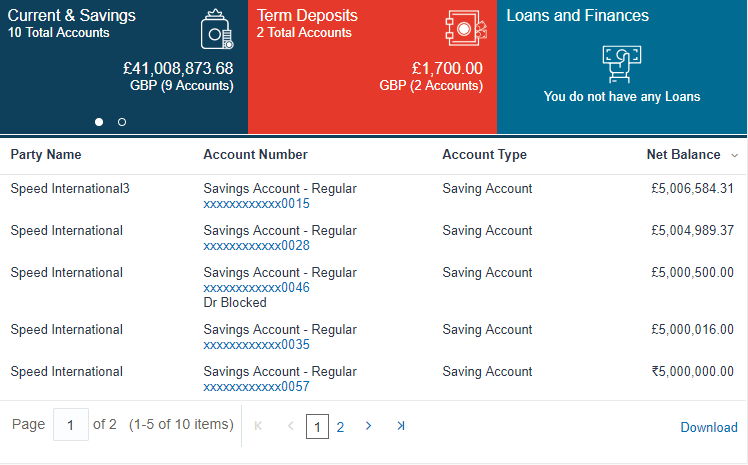 Current & Savings
10 Total Accounts
£41,008,873.68
GBP (9 Accounts)
Term Deposits
2 Total Accounts
£1,700.00
GBP (2 Accounts)
Loans and Finances
You do not have any Loans
Party Name Account Number Account Type Net Balance
Speed International3 Savings Account - Regular Saving Account £5,006,584.31
xxxxxxxxxxxx0015
Speed International Savings Account - Regular Saving Account £5,004,989.37
xxxxxxxxxxxx0028
Speed International Savings Account - Regular Saving Account £5,000,500.00
xxxxxxxxxxxx0046
Dr Blocked
Speed International Savings Account - Regular Saving Account £5,000,016.00
xxxxxxxxxxxx0035
Speed International Savings Account - Regular Saving Account ₹5,000,000.00
xxxxxxxxxxxx0057
Page 1 of 2 (1-5 of 10 items) 1 2 Download